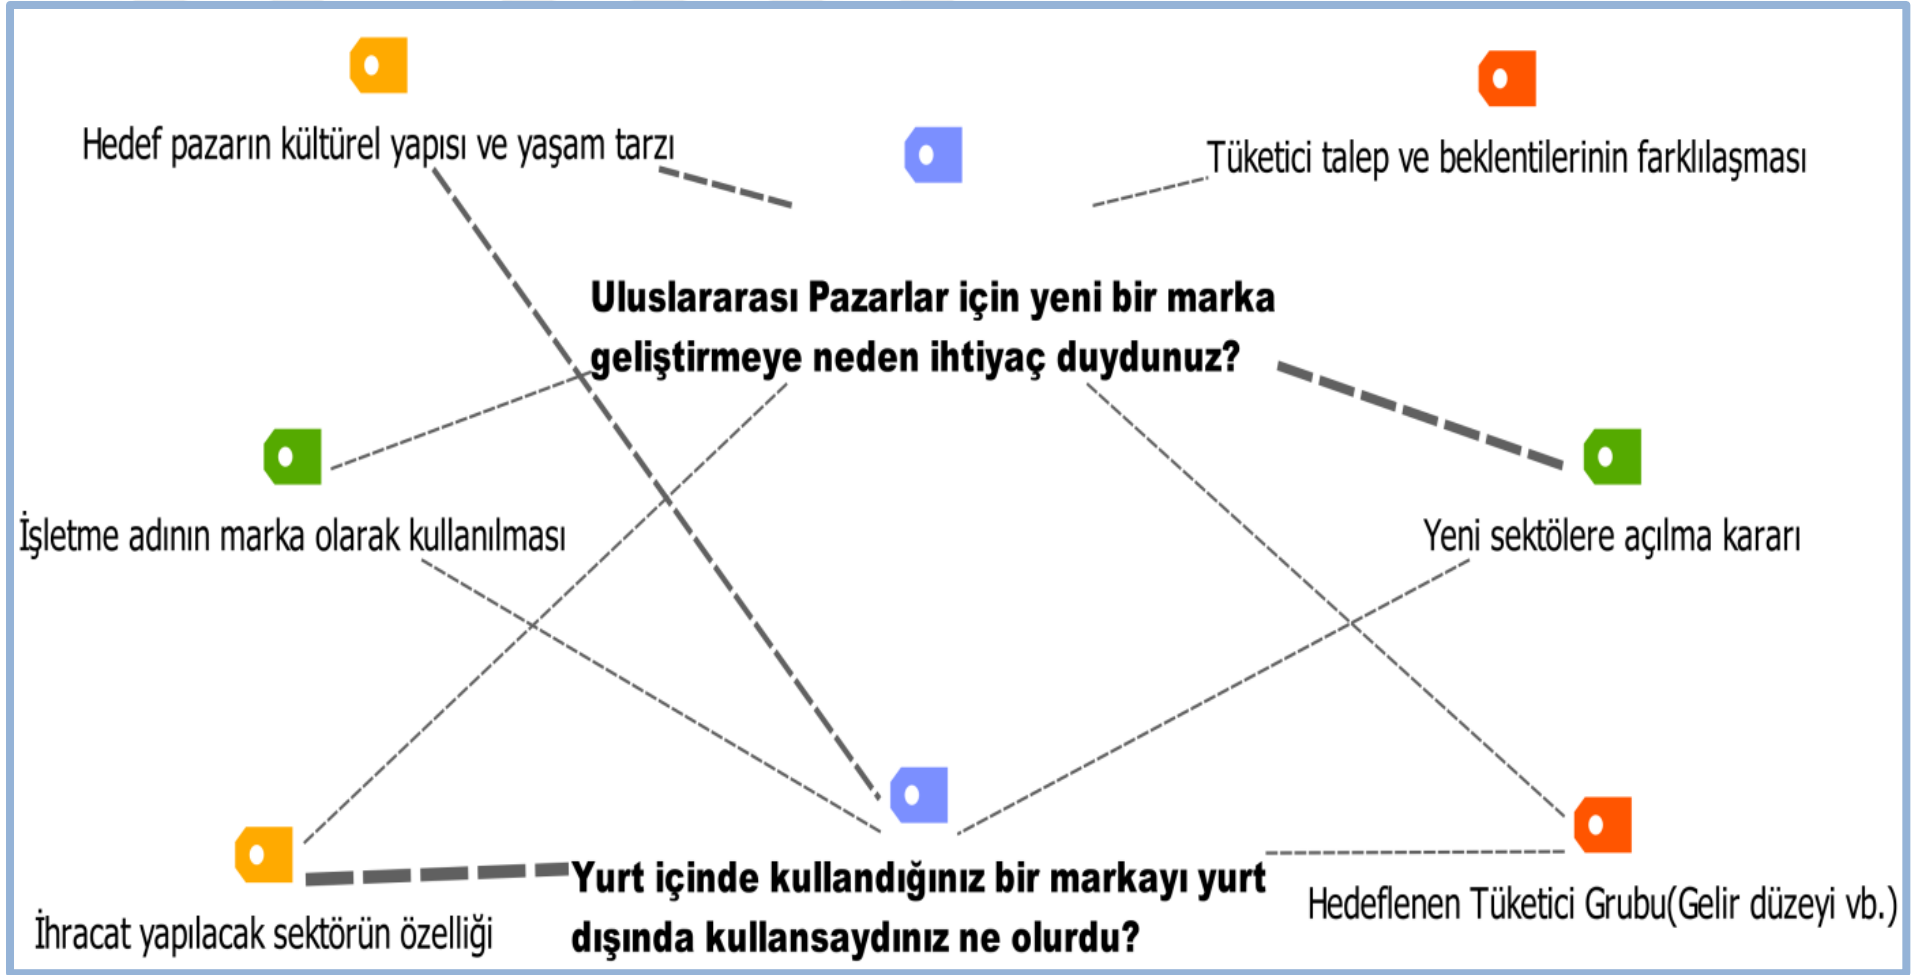 Hedef pazarın kültürel yapısı ve yaşam tarzı
Tüketici talep ve beklentilerinin farklılaşması
Uluslararası Pazarlar için yeni bir marka
geliştirmeye neden ihtiyaç duydunuz?
İşletme adının marka olarak kullanılması
Yeni sektölere açılma kararı
İhracat yapılacak sektörün özelliği
Yurt içinde kullandığınız bir markayı yurt
dışında kullansaydınız ne olurdu?
Hedeflenen Tüketici Grubu(Gelir düzeyi vb.)